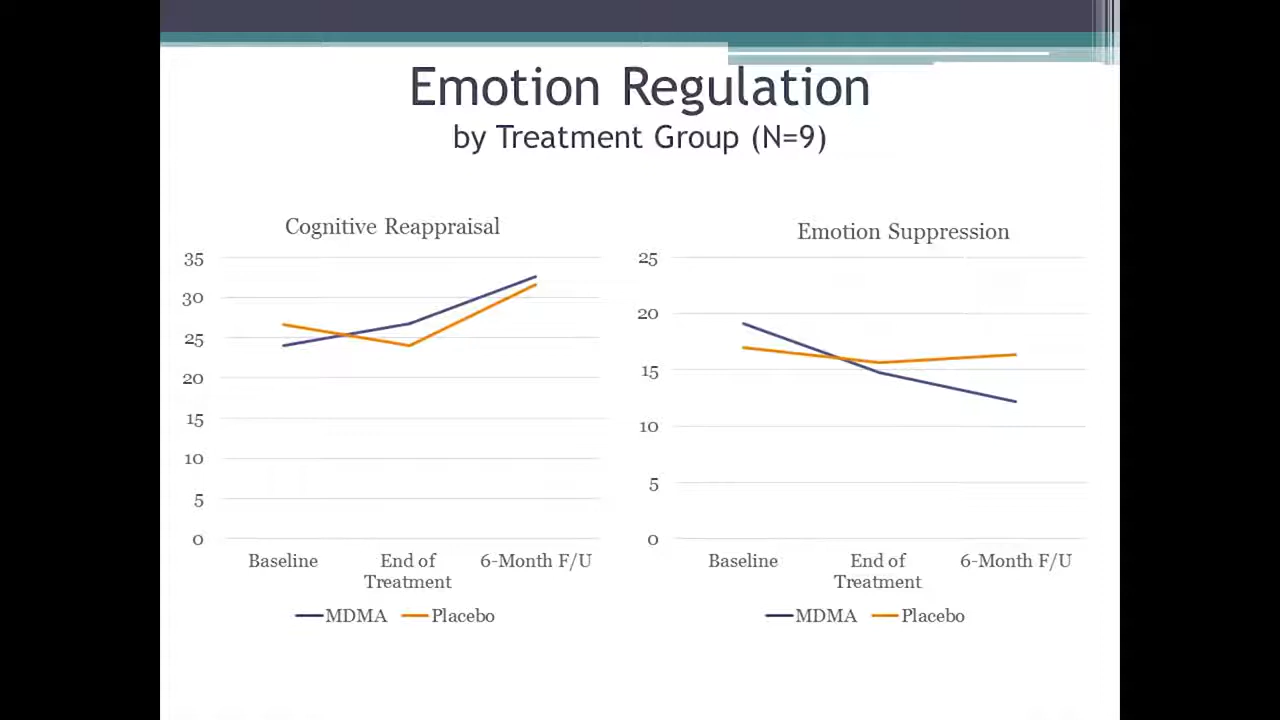 Emotion Regulation
by Treatment Group (N=9)
Cognitive Reappraisal
35
30
25
20
15
10
5
0
Baseline
End of
Treatment
6-Month F/U
MDMA
Placebo
Emotion Suppression
25
20
15
10
5
0
Baseline
End of
Treatment
6-Month F/U
MDMA
Placebo